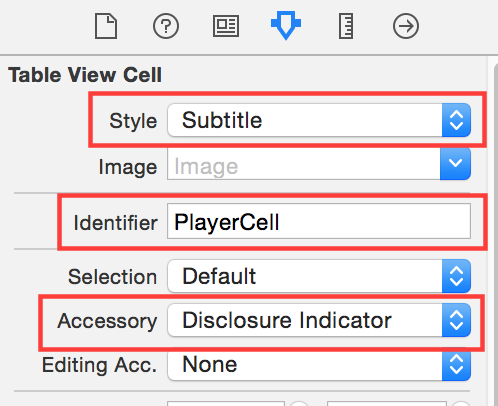 Table View Cell
Style Subtitle
Image Image
Identifier PlayerCell
Selection Default
Accessory Disclosure Indicator
Editing Acc. None